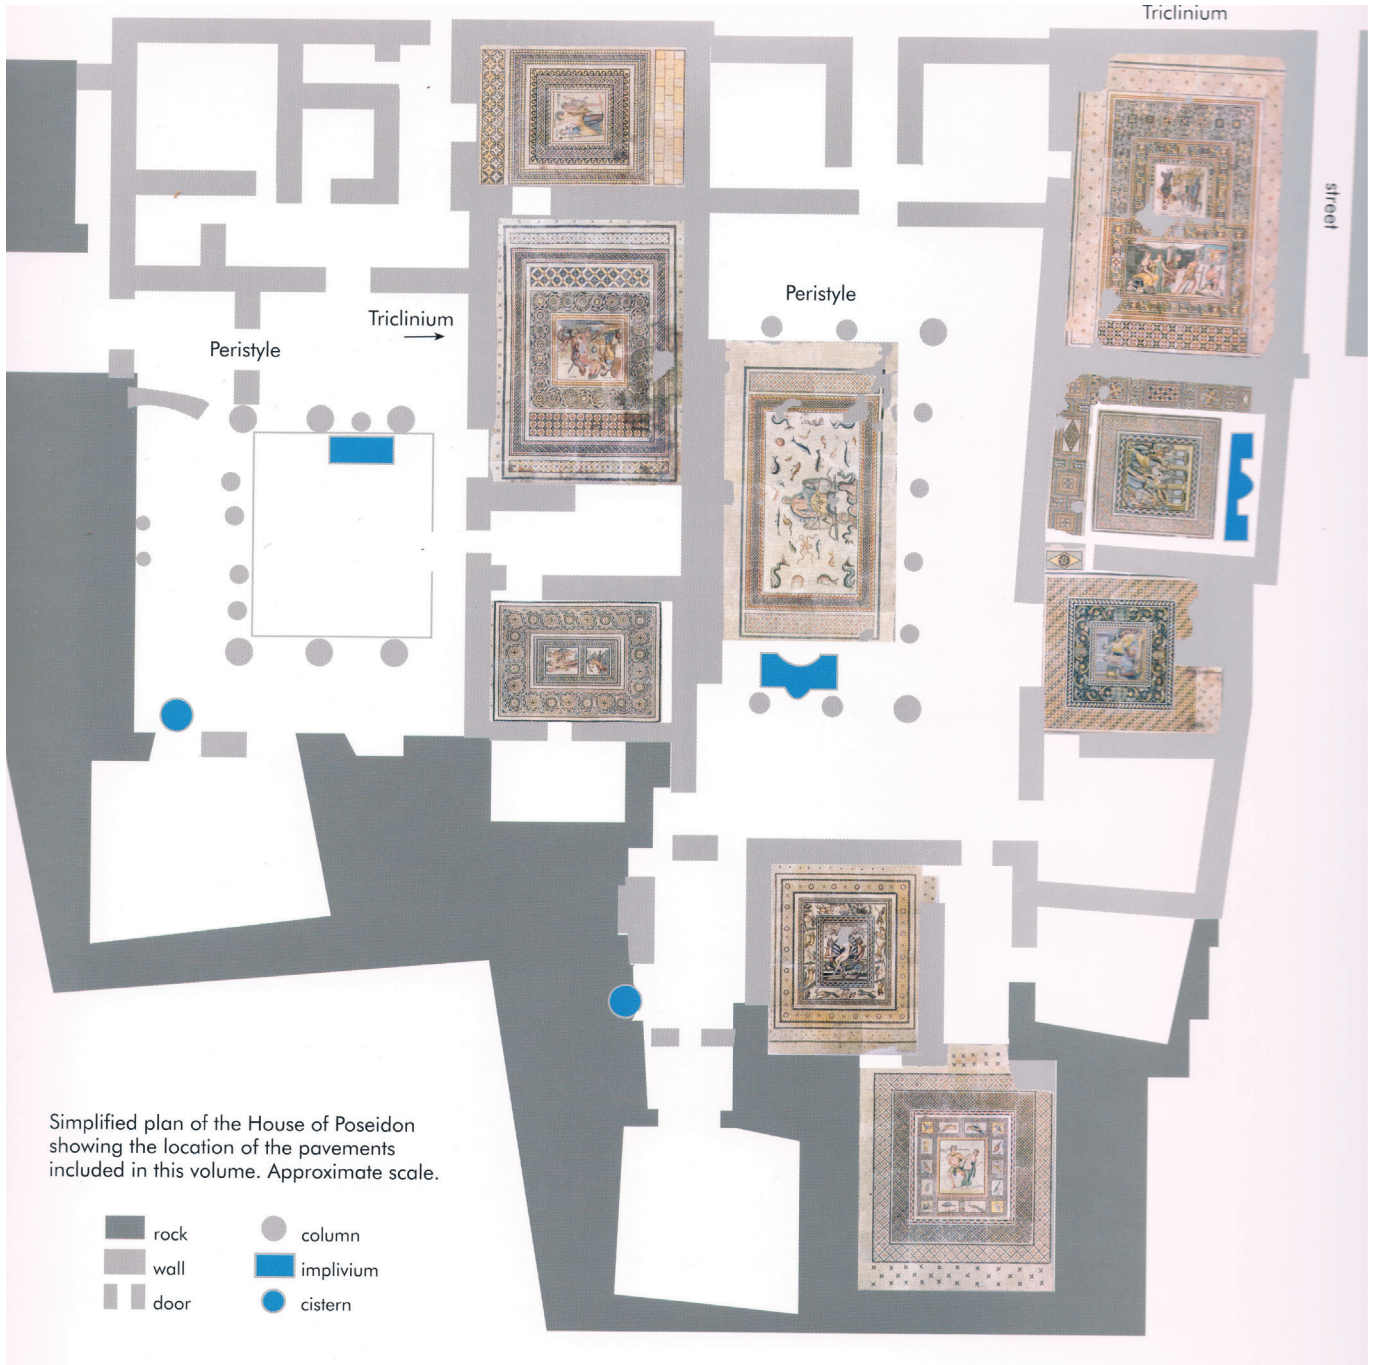 Triclinium
street
Peristyle
Triclinium
Peristyle
Simplified plan of the House of Poseidon
showing the location of the pavements
included in this volume. Approximate scale.
rock
column
wall
implivium
door
cistern